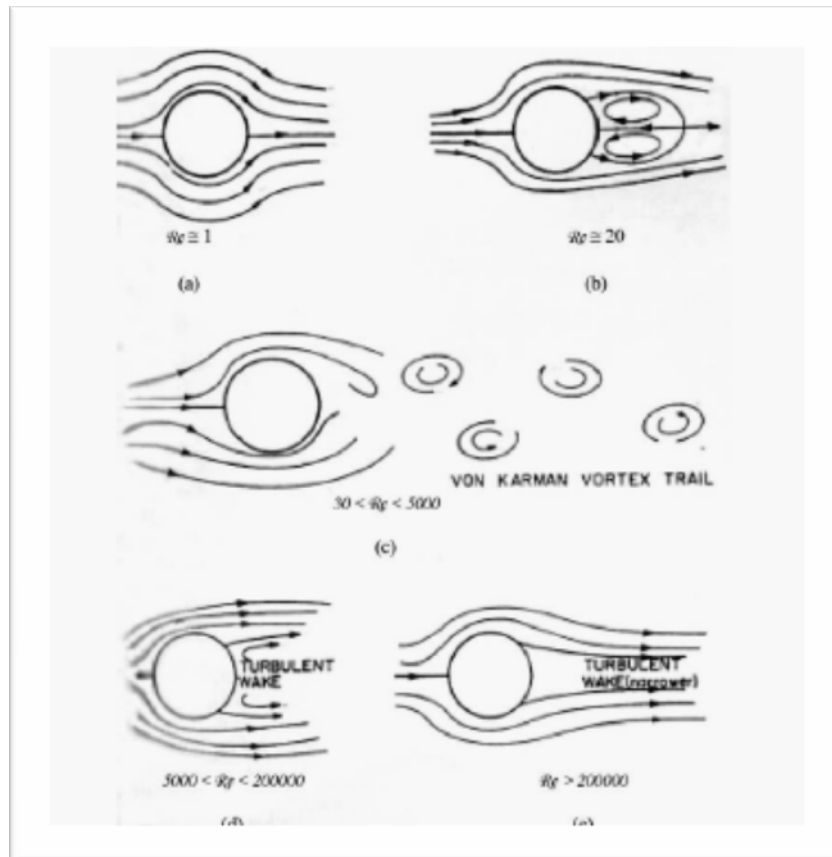 Re ≅ 1
(a)
Re ≅ 20
(b)
VON KARMAN VORTEX TRAIL
30 < Re < 5000
(c)
TURBULENT
WAKE
5000 < Re < 200000
(d)
TURBULENT
WAKE(narrower)
Re > 200000
(e)